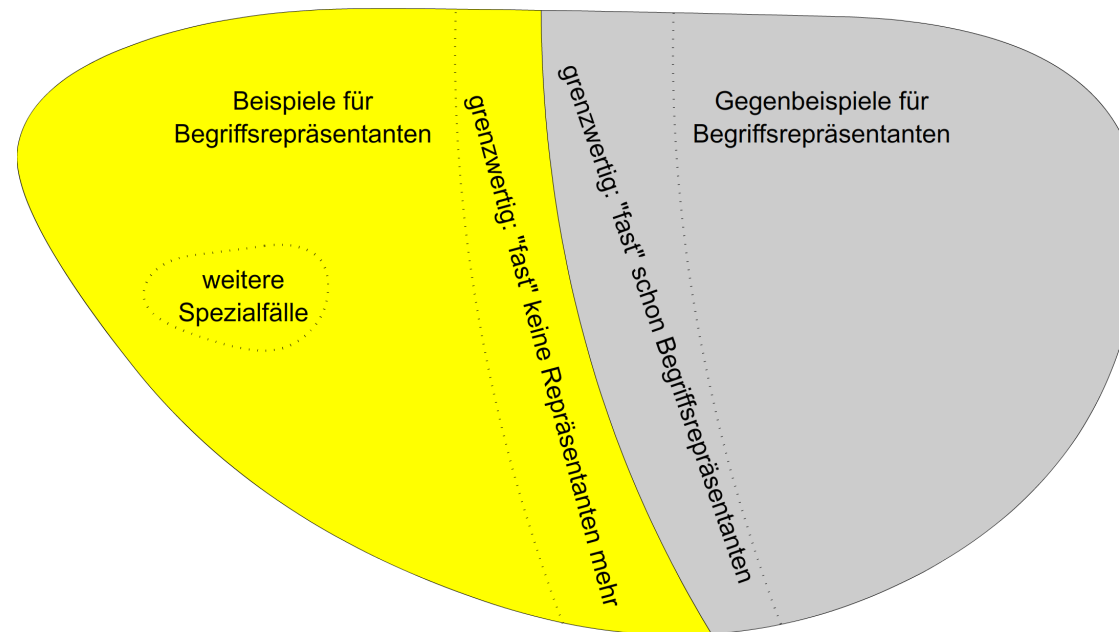 Beispiele für
Begriffsrepräsentanten
weitere
Spezialfälle
grenzwertig: "fast" keine Repräsentanten mehr
grenzwertig: "fast" schon Begriffsrepräsentanten
Gegenbeispiele für
Begriffsrepräsentanten